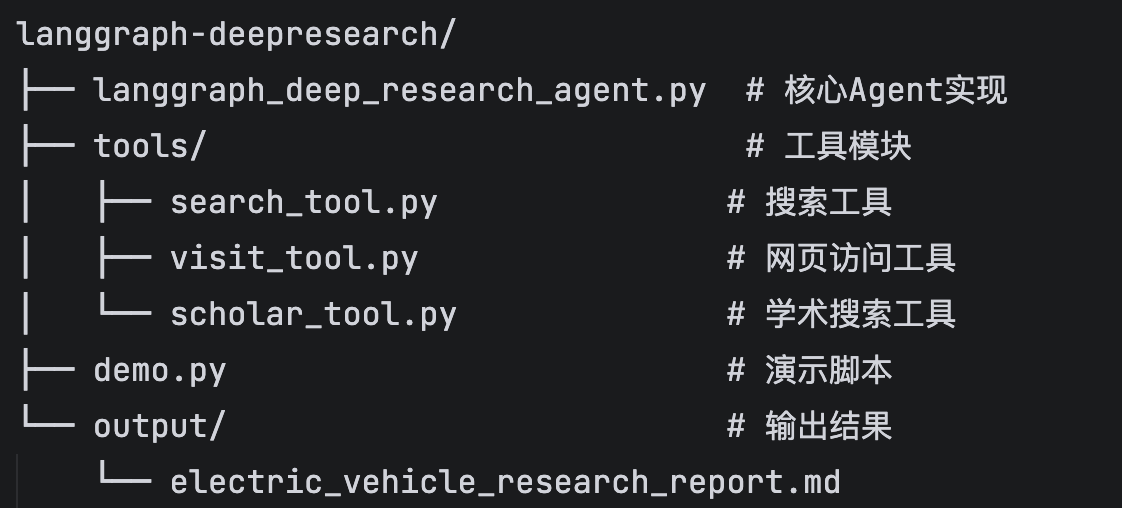 langgraph-deepresearch/
├── langgraph_deep_research_agent.py  # 核心Agent实现
├── tools/                            # 工具模块
│   ├── search_tool.py               # 搜索工具
│   ├── visit_tool.py                # 网页访问工具
│   └── scholar_tool.py              # 学术搜索工具
├── demo.py                          # 演示脚本
└── output/                          # 输出结果
    └── electric_vehicle_research_report.md